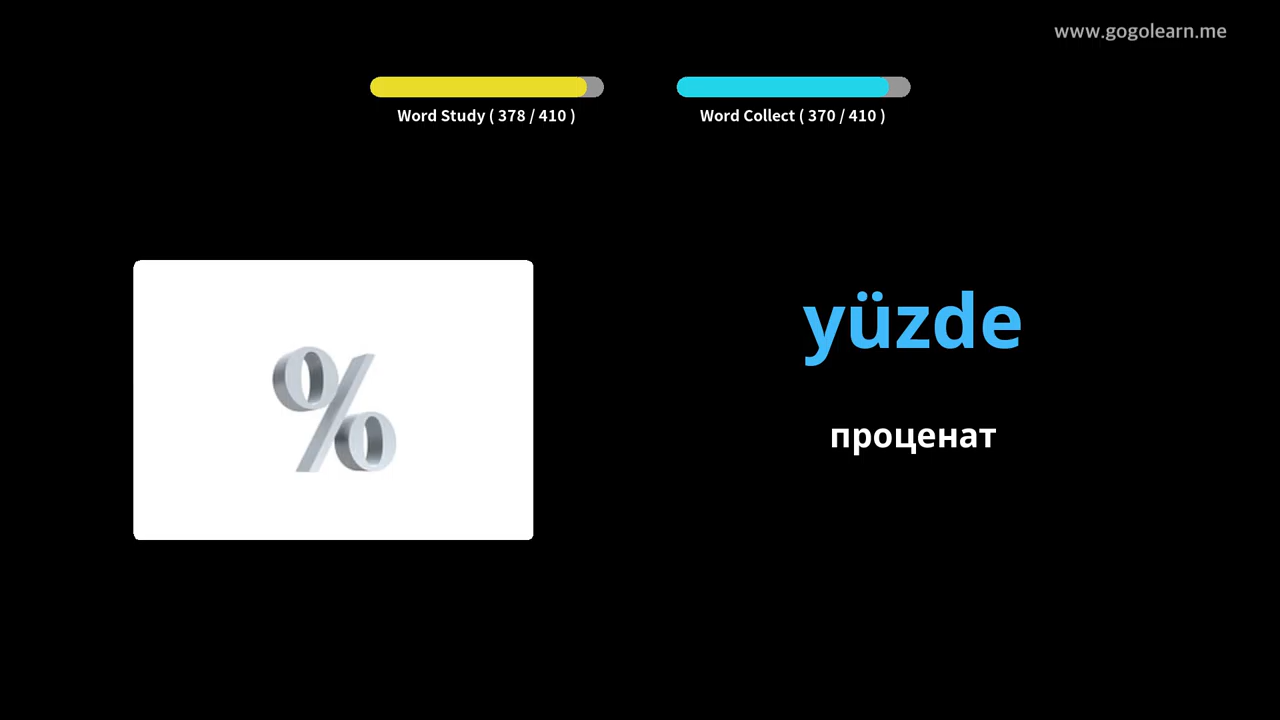 www.gogolearn.me
Word Study ( 378 / 410 )
Word Collect ( 370 / 410 )
%
yüzde
проценат